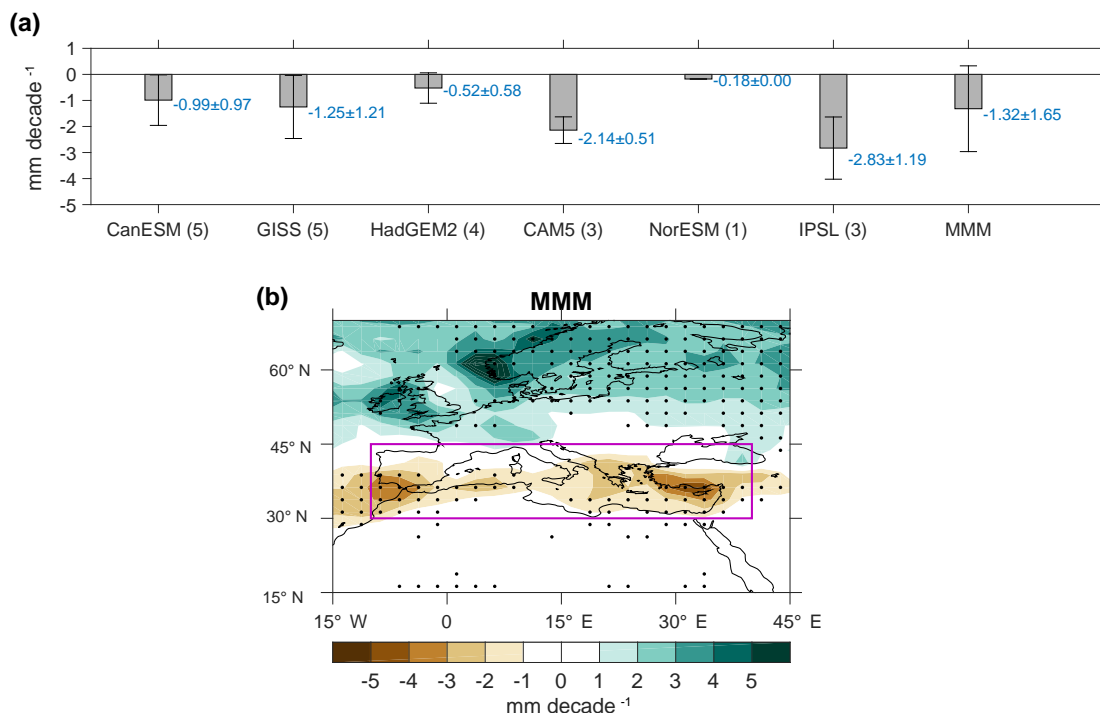 (a)
mm decade -1
1
0
-1
-2
-3
-4
-5
-0.99±0.97
-1.25±1.21
-0.52±0.58
-2.14±0.51
-0.18±0.00
-2.83±1.19
-1.32±1.65
CanESM (5) GISS (5) HadGEM2 (4) CAM5 (3) NorESM (1) IPSL (3) MMM
(b)
MMM
60° N
45° N
30° N
15° N
15° W 0 15° E 30° E 45° E
-5 -4 -3 -2 -1 0 1 2 3 4 5
mm decade -1